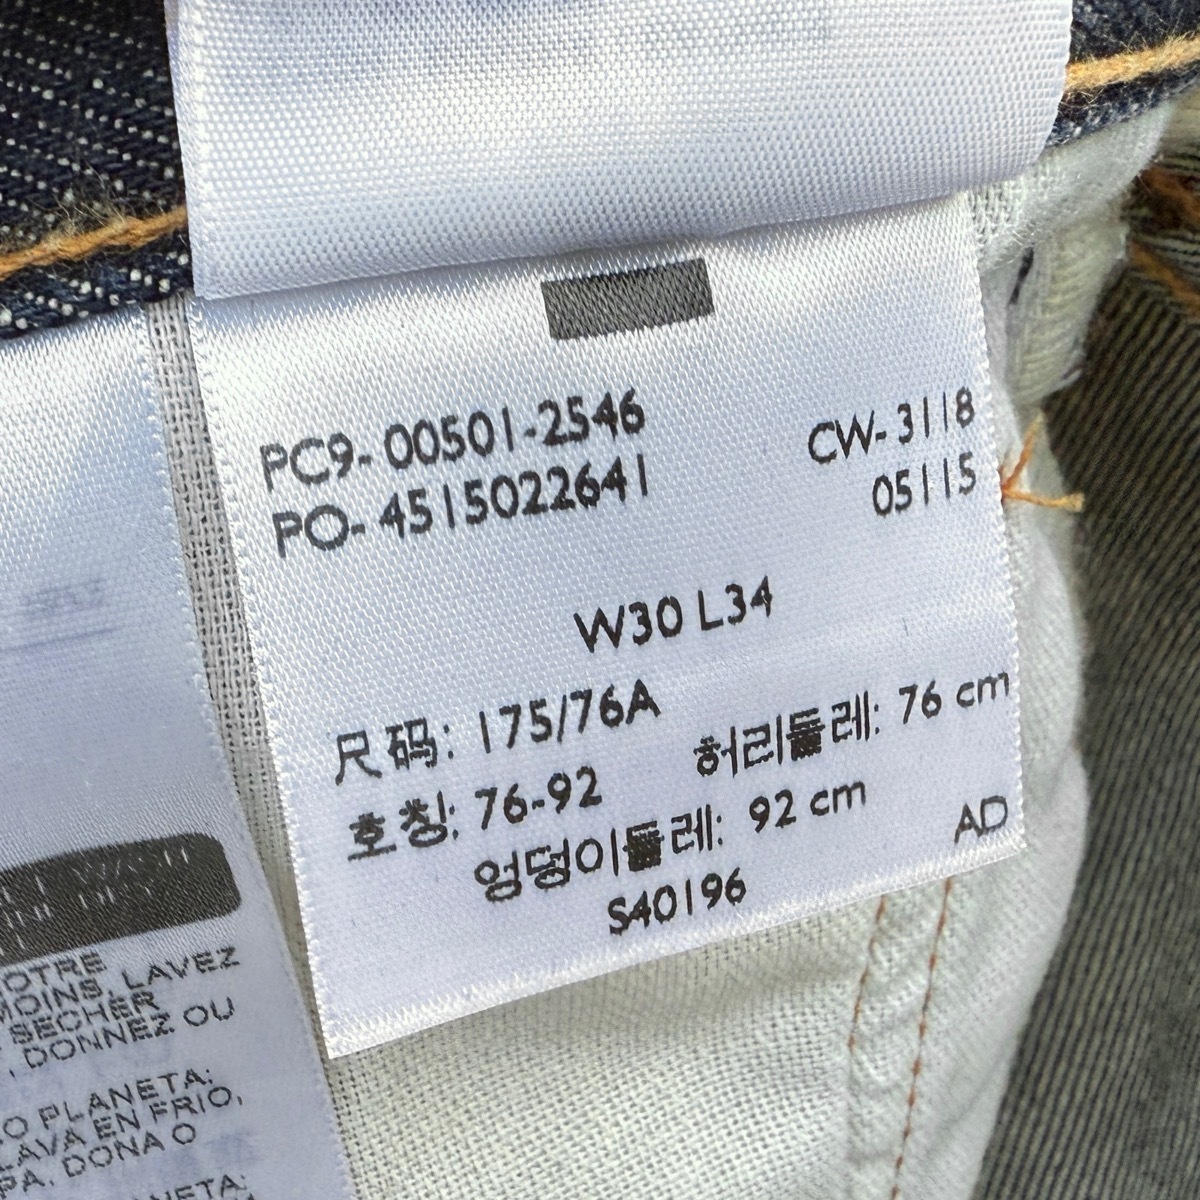 PC9-00501-2546
PO-4515022641
CW-3118
05115
W30 L34
尺码: 175/76A
호칭: 76-92
허리둘레: 76 cm
엉덩이둘레: 92 cm
AD
S40196
OTRE
MOINS, LAVEZ
SECHER
, DONNEZ OU
O PLANETA:
LAVA EN FRIO,
PA. DONA O